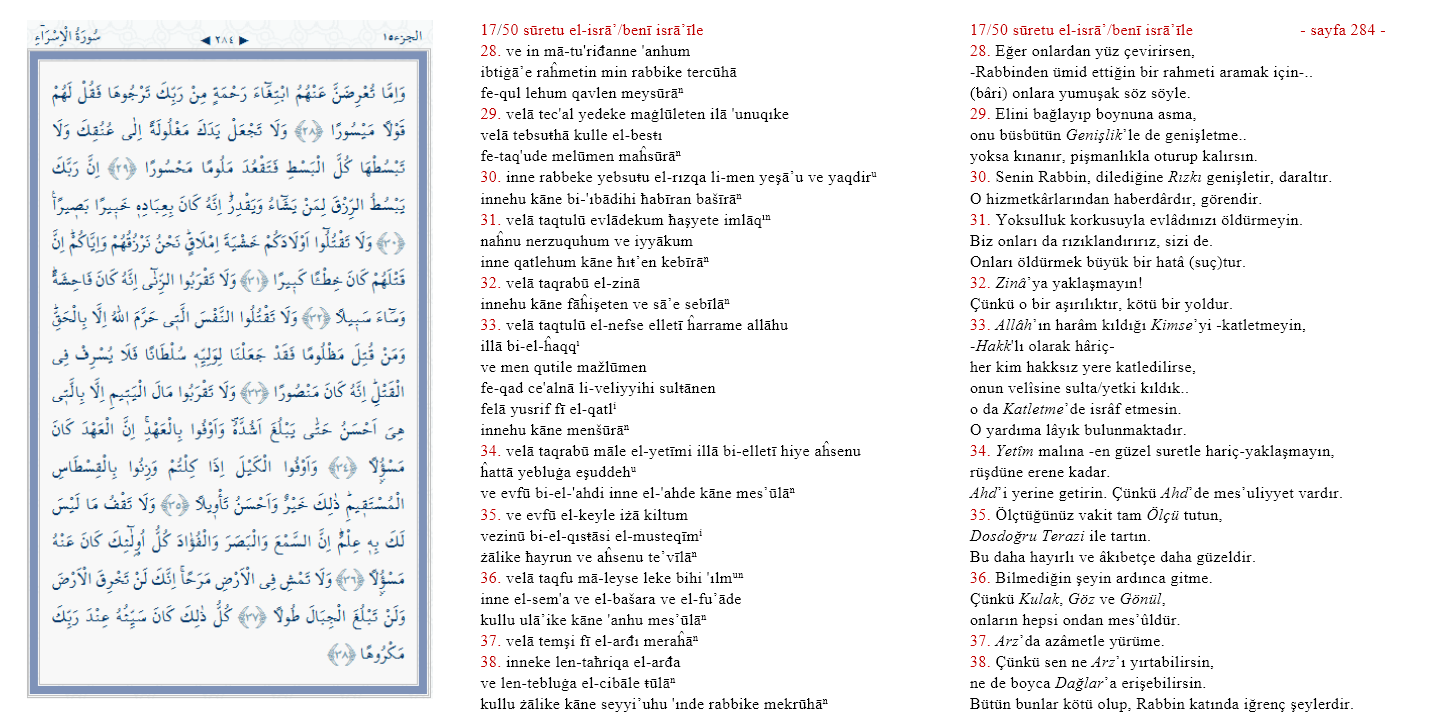 سُورَةُ الْاِسْرَاءِ
٢٨٤
الجزء١٥
وَاِمَّا تُعْرِضَنَّ عَنْهُمُ ابْتِغَٓاءَ رَحْمَةٍ مِنْ رَبِّكَ تَرْجُوهَا فَقُلْ لَهُمْ
قَوْلًا مَيْسُورًا ﴿٢٨﴾ وَلَا تَجْعَلْ يَدَكَ مَغْلُولَةً اِلٰى عُنُقِكَ وَلَا
تَبْسُطْهَا كُلَّ الْبَسْطِ فَتَقْعُدَ مَلُومًا مَحْسُورًا ﴿٢٩﴾ اِنَّ رَبَّكَ
يَبْسُطُ الرِّزْقَ لِمَنْ يَشَٓاءُ وَيَقْدِرُۜ اِنَّهُ كَانَ بِعِبَادِهٖ خَبٖيرًا بَصٖيرًاۚ
﴿٣٠﴾ وَلَا تَقْتُلُٓوا اَوْلَادَكُمْ خَشْيَةَ اِمْلَاقٍۜ نَحْنُ نَرْزُقُهُمْ وَاِيَّاكُمْۜ اِنَّ
قَتْلَهُمْ كَانَ خِطْـًٔا كَبٖيرًا ﴿٣١﴾ وَلَا تَقْرَبُوا الزِّنٰٓى اِنَّهُ كَانَ فَاحِشَةًۜ
وَسَٓاءَ سَبٖيلًا ﴿٣٢﴾ وَلَا تَقْتُلُوا النَّفْسَ الَّتٖى حَرَّمَ اللّٰهُ اِلَّا بِالْحَقِّۜ
وَمَنْ قُتِلَ مَظْلُومًا فَقَدْ جَعَلْنَا لِوَلِيِّهٖ سُلْطَانًا فَلَا يُسْرِفْ فِى
الْقَتْلِۜ اِنَّهُ كَانَ مَنْصُورًا ﴿٣٣﴾ وَلَا تَقْرَبُوا مَالَ الْيَتٖيمِ اِلَّا بِالَّتٖى
هِىَ اَحْسَنُ حَتّٰى يَبْلُغَ اَشُدَّهُۖ وَاَوْفُوا بِالْعَهْدِۚ اِنَّ الْعَهْدَ كَانَ
مَسْؤُلًا ﴿٣٤﴾ وَاَوْفُوا الْكَيْلَ اِذَا كِلْتُمْ وَزِنُوا بِالْقِسْطَاسِ
الْمُسْتَقٖيمِۜ ذٰلِكَ خَيْرٌ وَاَحْسَنُ تَأْوٖيلًا ﴿٣٥﴾ وَلَا تَقْفُ مَا لَيْسَ
لَكَ بِهٖ عِلْمٌۜ اِنَّ السَّمْعَ وَالْبَصَرَ وَالْفُؤَادَ كُلُّ اُولٰٓئِكَ كَانَ عَنْهُ
مَسْؤُلًا ﴿٣٦﴾ وَلَا تَمْشِ فِى الْاَرْضِ مَرَحًاۚ اِنَّكَ لَنْ تَخْرِقَ الْاَرْضَ
وَلَنْ تَبْلُغَ الْجِبَالَ طُولًا ﴿٣٧﴾ كُلُّ ذٰلِكَ كَانَ سَيِّئُهُ عِنْدَ رَبِّكَ
مَكْرُوهًا ﴿٣٨﴾
17/50 sūretu el-isrā’/benī isrā’īle
28. ve in mā-tu'riđanne 'anhum
ibtiġā’e raĥmetin min rabbike tercūhā
fe-qul lehum qavlen meysūrāⁿ
29. velā tec'al yedeke maġlūleten ilā 'unuqıke
velā tebsuŧhā kulle el-besŧı
fe-taq'ude melūmen maĥsūrāⁿ
30. inne rabbeke yebsuŧu el-rızqa li-men yeşā’u ve yaqdirᵘ
innehu kāne bi-'ıbādihi ħabīran bašīrāⁿ
31. velā taqtulū evlādekum ħaşyete imlāqᶦⁿ
naĥnu nerzuquhum ve iyyākum
inne qatlehum kāne ħıŧ’en kebīrāⁿ
32. velā taqrabū el-zinā
innehu kāne fāĥişeten ve sā’e sebīlāⁿ
33. velā taqtulū el-nefse elletī ĥarrame allāhu
illā bi-el-ĥaqqⁱ
ve men qutile mažlūmen
fe-qad ce'alnā li-veliyyihi sulŧānen
felā yusrif fī el-qatlⁱ
innehu kāne menšūrāⁿ
34. velā taqrabū māle el-yetīmi illā bi-elletī hiye aĥsenu
ĥattā yebluġa eşuddehᵘ
ve evfū bi-el-'ahdi inne el-'ahde kāne mes’ūlāⁿ
35. ve evfū el-keyle iżā kiltum
vezinū bi-el-qısŧāsi el-musteqīmⁱ
żālike ħayrun ve aĥsenu te’vīlāⁿ
36. velā taqfu mā-leyse leke bihi 'ılmᵘⁿ
inne el-sem'a ve el-bašara ve el-fu’āde
kullu ulā’ike kāne 'anhu mes’ūlāⁿ
37. velā temşi fī el-arđı meraĥāⁿ
38. inneke len-taħriqa el-arđa
ve len-tebluġa el-cibāle ŧūlāⁿ
kullu żālike kāne seyyi’uhu 'ınde rabbike mekrūhāⁿ
17/50 sūretu el-isrā’/benī isrā’īle - sayfa 284 -
28. Eğer onlardan yüz çevirirsen,
-Rabbinden ümid ettiğin bir rahmeti aramak için-..
(bâri) onlara yumuşak söz söyle.
29. Elini bağlayıp boynuna asma,
onu büsbütün Genişlik’le de genişletme..
yoksa kınanır, pişmanlıkla oturup kalırsın.
30. Senin Rabbin, dilediğine Rızkı genişletir, daraltır.
O hizmetkârlarından haberdârdır, görendir.
31. Yoksulluk korkusuyla evlâdınızı öldürmeyin.
Biz onları da rızıklandırırız, sizi de.
Onları öldürmek büyük bir hatâ (suç)tur.
32. Zinâ’ya yaklaşmayın!
Çünkü o bir aşırılıktır, kötü bir yoldur.
33. Allâh’ın harâm kıldığı Kimse’yi -katletmeyin,
-Hakk'lı olarak hâriç-
her kim hakksız yere katledilirse,
onun velîsine sulta/yetki kıldık..
o da Katletme’de isrâf etmesin.
O yardıma lâyık bulunmaktadır.
34. Yetîm malına -en güzel suretle hariç-yaklaşmayın,
rüşdüne erene kadar.
Ahd’i yerine getirin. Çünkü Ahd’de mes’uliyyet vardır.
35. Ölçtüğünüz vakit tam Ölçü tutun,
Dosdoğru Terazi ile tartın.
Bu daha hayırlı ve âkıbetçe daha güzeldir.
36. Bilmediğin şeyin ardınca gitme.
Çünkü Kulak, Göz ve Gönül,
onların hepsi ondan mes’ûldür.
37. Arz’da azâmetle yürüme.
38. Çünkü sen ne Arz’ı yırtabilirsin,
ne de boyca Dağlar’a erişebilirsin.
Bütün bunlar kötü olup, Rabbin katında iğrenç şeylerdir.